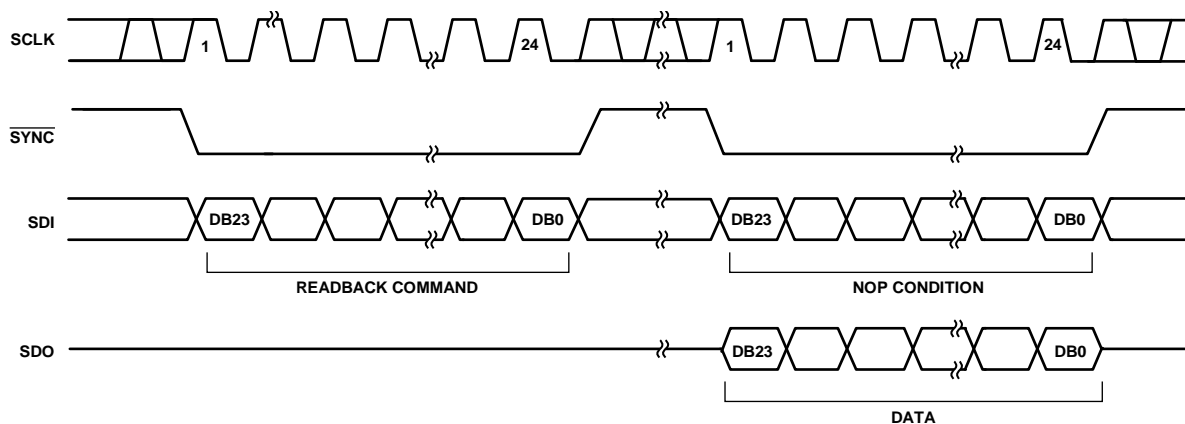 SCLK
1
24
1
24
SYNC
SDI
DB23
DB0
DB23
DB0
READBACK COMMAND
NOP CONDITION
SDO
DB23
DB0
DATA